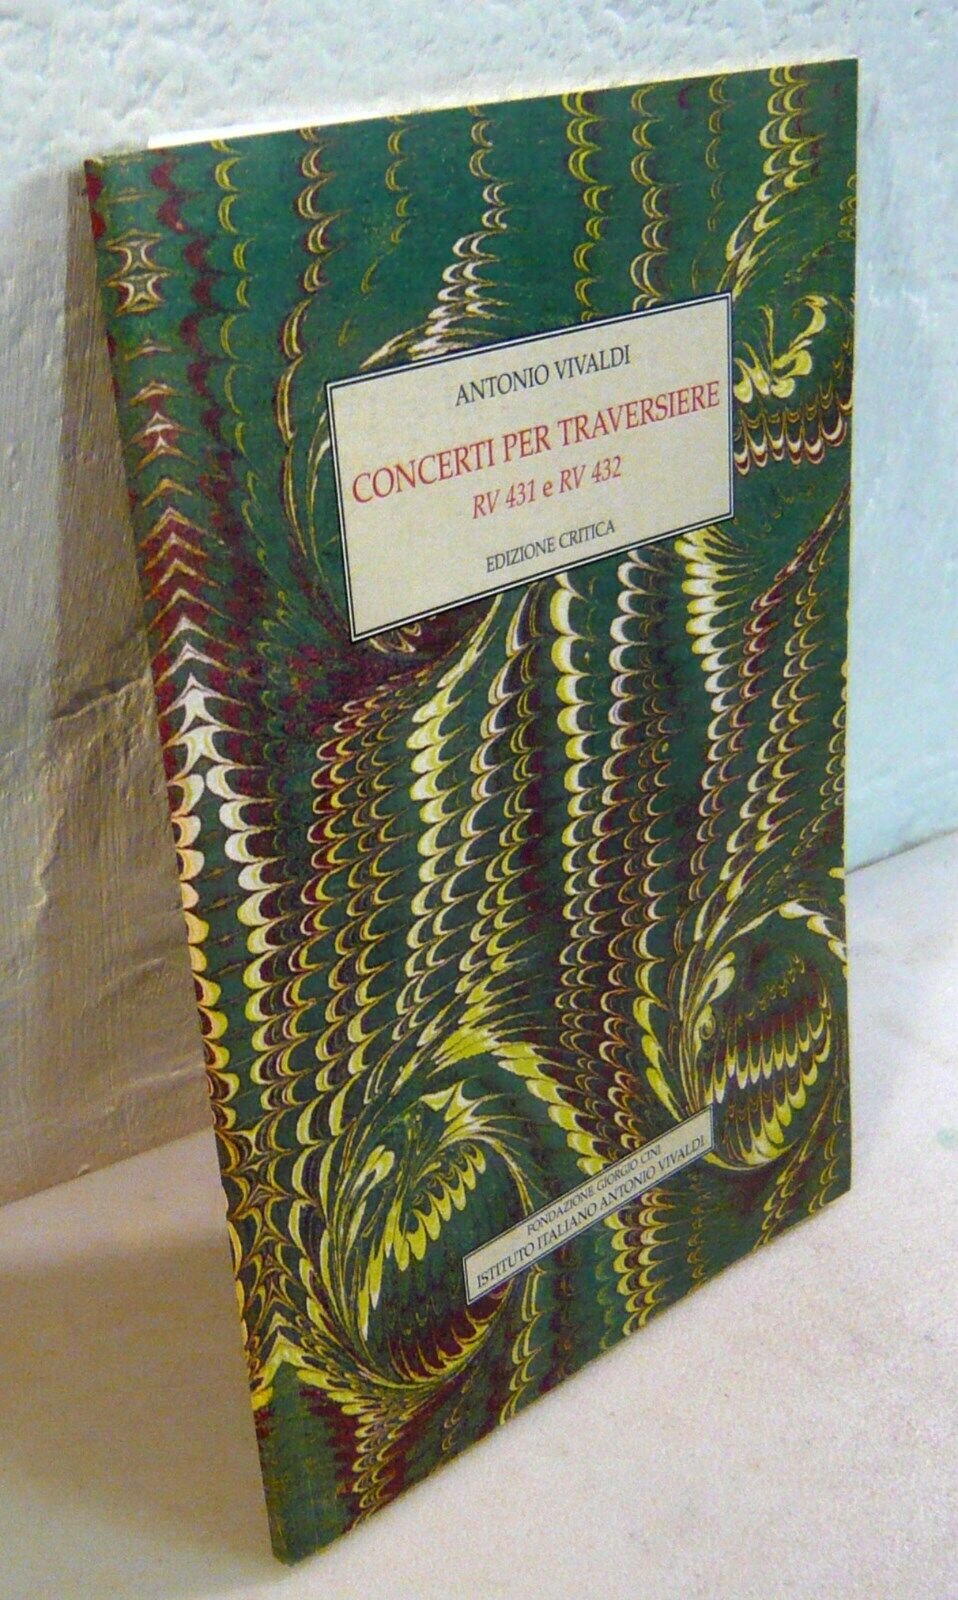 ANTONIO VIVALDI
CONCERTI PER TRAVERSIERE
RV 431 e RV 432
EDIZIONE CRITICA
FONDAZIONE GIORGIO CINI
ISTITUTO ITALIANO ANTONIO VIVALDI